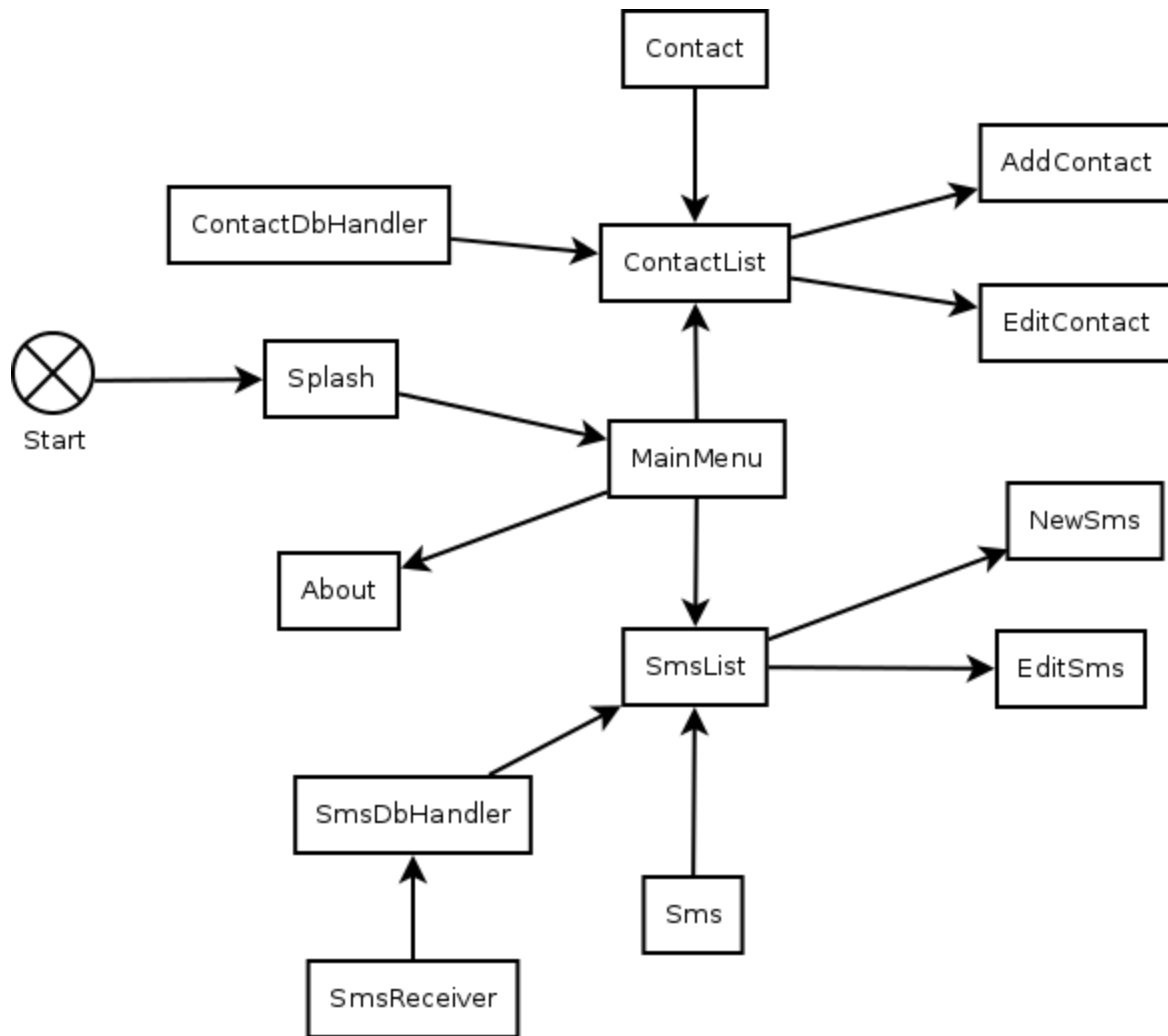 Contact
AddContact
ContactDbHandler
ContactList
EditContact
Splash
Start
MainMenu
NewSms
About
SmsList
EditSms
SmsDbHandler
Sms
SmsReceiver